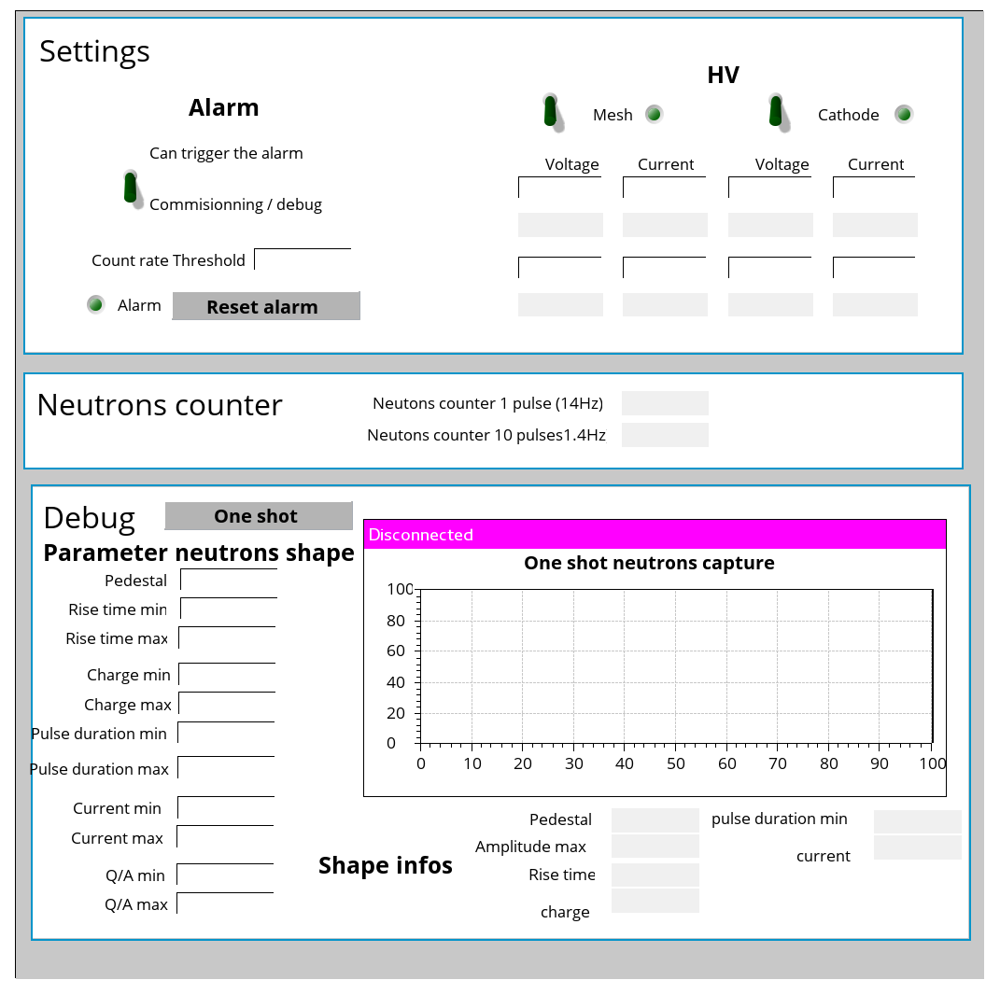 Settings
Alarm
Can trigger the alarm
Commisionning / debug
Count rate Threshold
Alarm
Reset alarm
HV
Mesh
Cathode
Voltage Current Voltage Current
Neutrons counter
Neutons counter 1 pulse (14Hz)
Neutons counter 10 pulses1.4Hz
Debug
One shot
Parameter neutrons shape
Pedestal
Rise time min
Rise time max
Charge min
Charge max
Pulse duration min
Pulse duration max
Current min
Current max
Q/A min
Q/A max
Disconnected
One shot neutrons capture
100
80
60
40
20
0
0 10 20 30 40 50 60 70 80 90 100
Shape infos
Pedestal
Amplitude max
Rise time
charge
pulse duration min
current